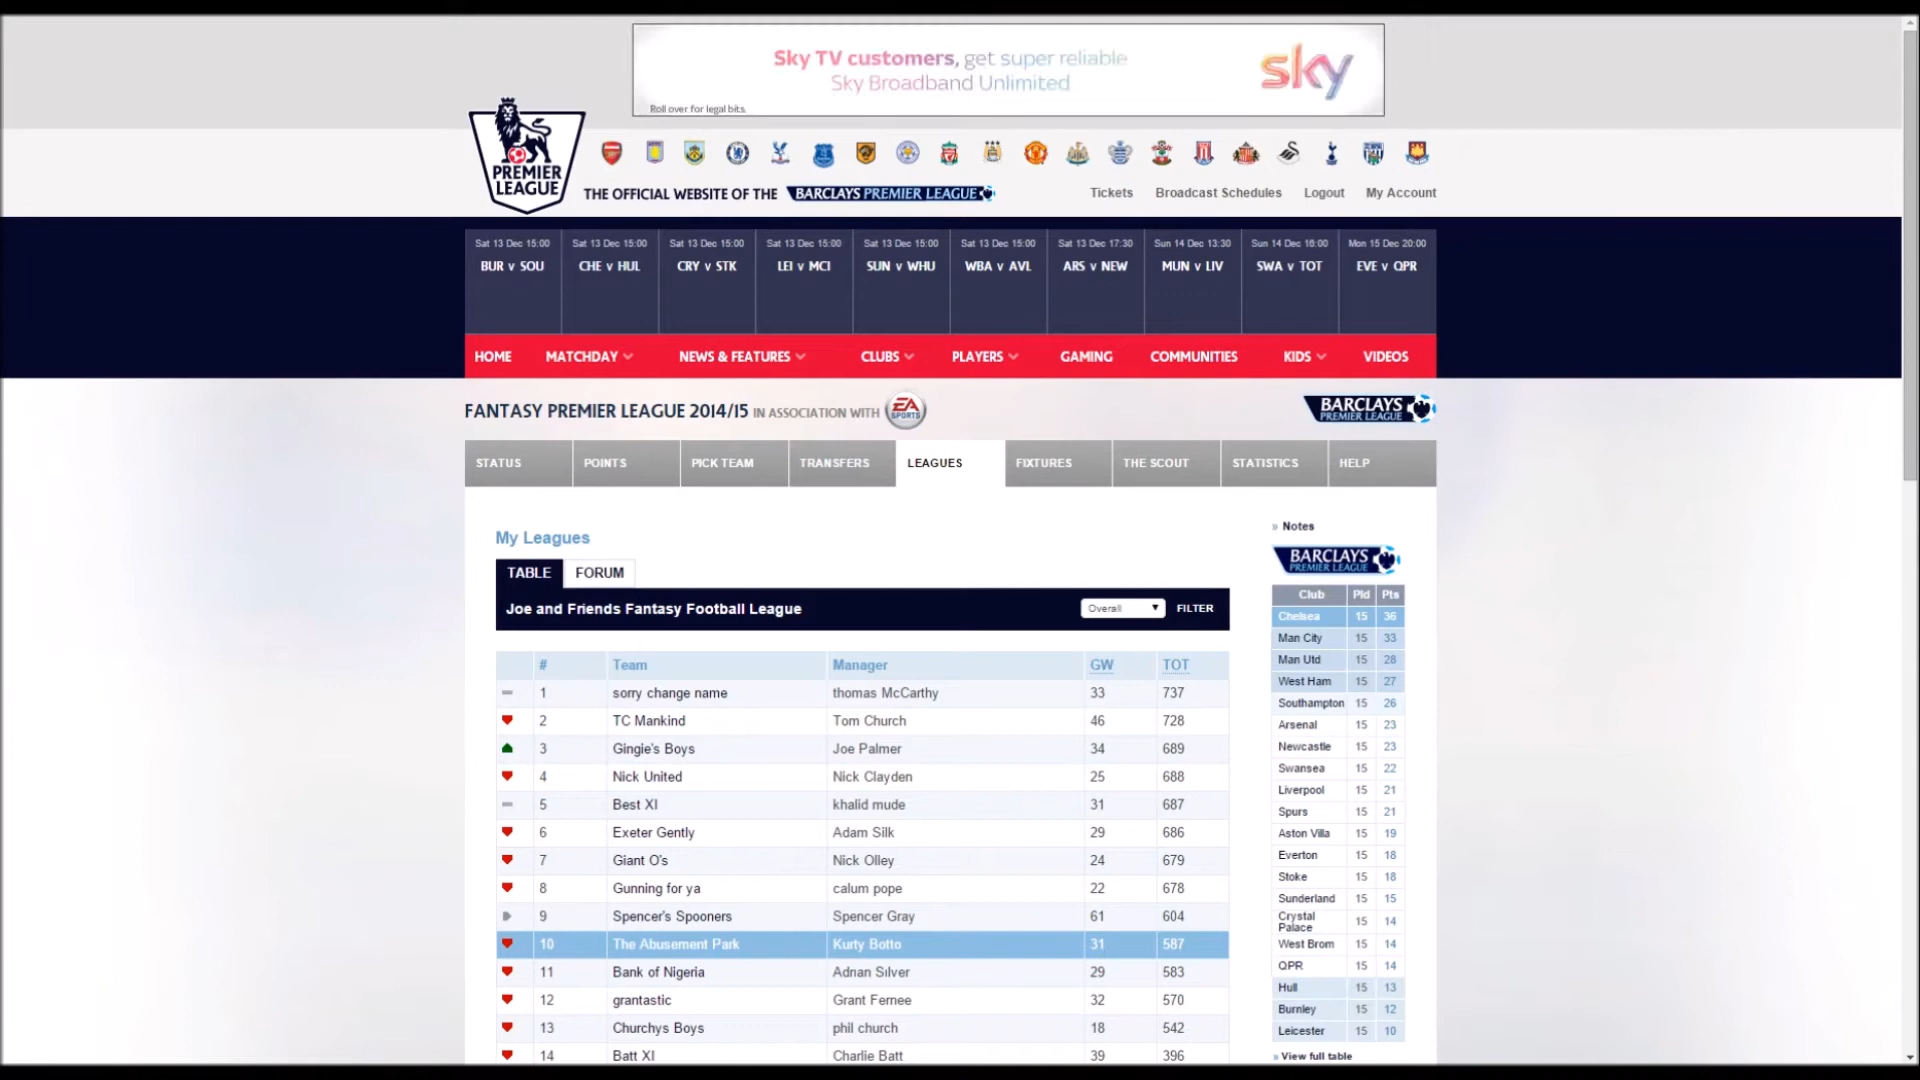 Sky TV customers, get super reliable
Sky Broadband Unlimited
sky
Roll over for legal bits.
PREMIER
LEAGUE
THE OFFICIAL WEBSITE OF THE BARCLAYS PREMIER LEAGUE
Tickets Broadcast Schedules Logout My Account
Sat 13 Dec 15:00 Sat 13 Dec 15:00 Sat 13 Dec 15:00 Sat 13 Dec 15:00 Sat 13 Dec 15:00 Sat 13 Dec 15:00 Sat 13 Dec 17:30 Sun 14 Dec 13:30 Sun 14 Dec 16:00 Mon 15 Dec 20:00
BUR v SOU CHE v HUL CRY v STK LEI v MCI SUN v WHU WBA v AVL ARS v NEW MUN v LIV SWA v TOT EVE v QPR
HOME MATCHDAY NEWS & FEATURES CLUBS PLAYERS GAMING COMMUNITIES KIDS VIDEOS
FANTASY PREMIER LEAGUE 2014/15 IN ASSOCIATION WITH EA SPORTS
BARCLAYS PREMIER LEAGUE
STATUS POINTS PICK TEAM TRANSFERS LEAGUES FIXTURES THE SCOUT STATISTICS HELP
My Leagues
TABLE FORUM
Joe and Friends Fantasy Football League Overall FILTER
# Team Manager GW TOT
1 sorry change name thomas McCarthy 33 737
2 TC Mankind Tom Church 46 728
3 Gingie's Boys Joe Palmer 34 689
4 Nick United Nick Clayden 25 688
5 Best XI khalid mude 31 687
6 Exeter Gently Adam Silk 29 686
7 Giant O's Nick Olley 24 679
8 Gunning for ya calum pope 22 678
9 Spencer's Spooners Spencer Gray 61 604
10 The Abusement Park Kurty Botto 31 587
11 Bank of Nigeria Adnan Silver 29 583
12 grantastic Grant Fernee 32 570
13 Churchys Boys phil church 18 542
14 Batt XI Charlie Batt 39 396
» Notes
BARCLAYS
PREMIER LEAGUE
Club Pld Pts
Chelsea 15 36
Man City 15 33
Man Utd 15 28
West Ham 15 27
Southampton 15 26
Arsenal 15 23
Newcastle 15 23
Swansea 15 22
Liverpool 15 21
Spurs 15 21
Aston Villa 15 19
Everton 15 18
Stoke 15 18
Sunderland 15 15
Crystal
Palace 15 14
West Brom 15 14
QPR 15 14
Hull 15 13
Burnley 15 12
Leicester 15 10
» View full table